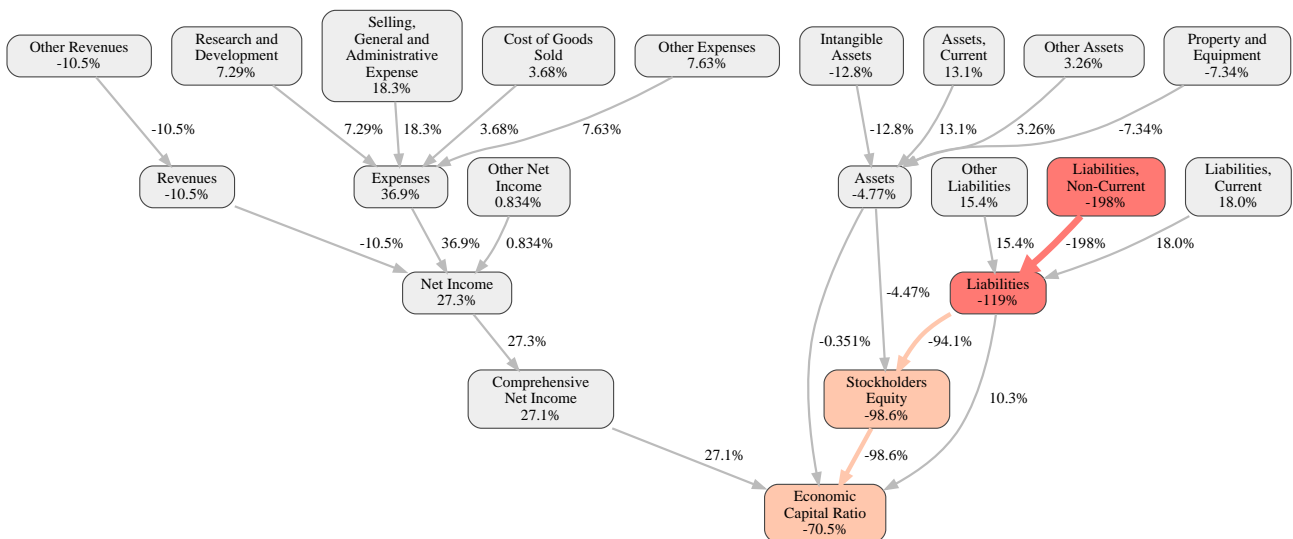 Other Revenues
-10.5%
Research and
Development
7.29%
Selling,
General and
Administrative
Expense
18.3%
Cost of Goods
Sold
3.68%
Other Expenses
7.63%
Intangible
Assets
-12.8%
Assets,
Current
13.1%
Other Assets
3.26%
Property and
Equipment
-7.34%
-10.5%
7.29%
18.3%
3.68%
7.63%
-12.8%
13.1%
3.26%
-7.34%
Revenues
-10.5%
Expenses
36.9%
Other Net
Income
0.834%
Assets
-4.77%
Other
Liabilities
15.4%
Liabilities,
Non-Current
-198%
Liabilities,
Current
18.0%
-10.5%
36.9%
0.834%
15.4%
-198%
18.0%
Net Income
27.3%
-4.47%
Liabilities
-119%
27.3%
-0.351%
-94.1%
Comprehensive
Net Income
27.1%
Stockholders
Equity
-98.6%
10.3%
27.1%
-98.6%
Economic
Capital Ratio
-70.5%